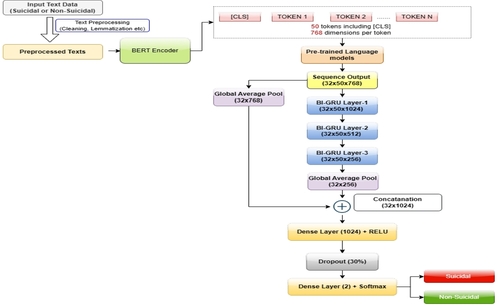 Input Text Data
(Suicidal or Non-Suicidal)
Text Preprocessing
(Cleaning, Lemmatization etc)
Preprocessed Texts
BERT Encoder
[CLS] TOKEN 1 TOKEN 2 ....... TOKEN N
50 tokens including [CLS]
768 dimensions per token
Pre-trained Language
models
Sequence Output
(32x50x768)
Global Average Pool
(32x768)
BI-GRU Layer-1
(32x50x1024)
BI-GRU Layer-2
(32x50x512)
BI-GRU Layer-3
(32x50x256)
Global Average Pool
(32x256)
Concatanation
(32x1024)
Dense Layer (1024) + RELU
Dropout (30%)
Dense Layer (2) + Softmax
Suicidal
Non-Suicidal